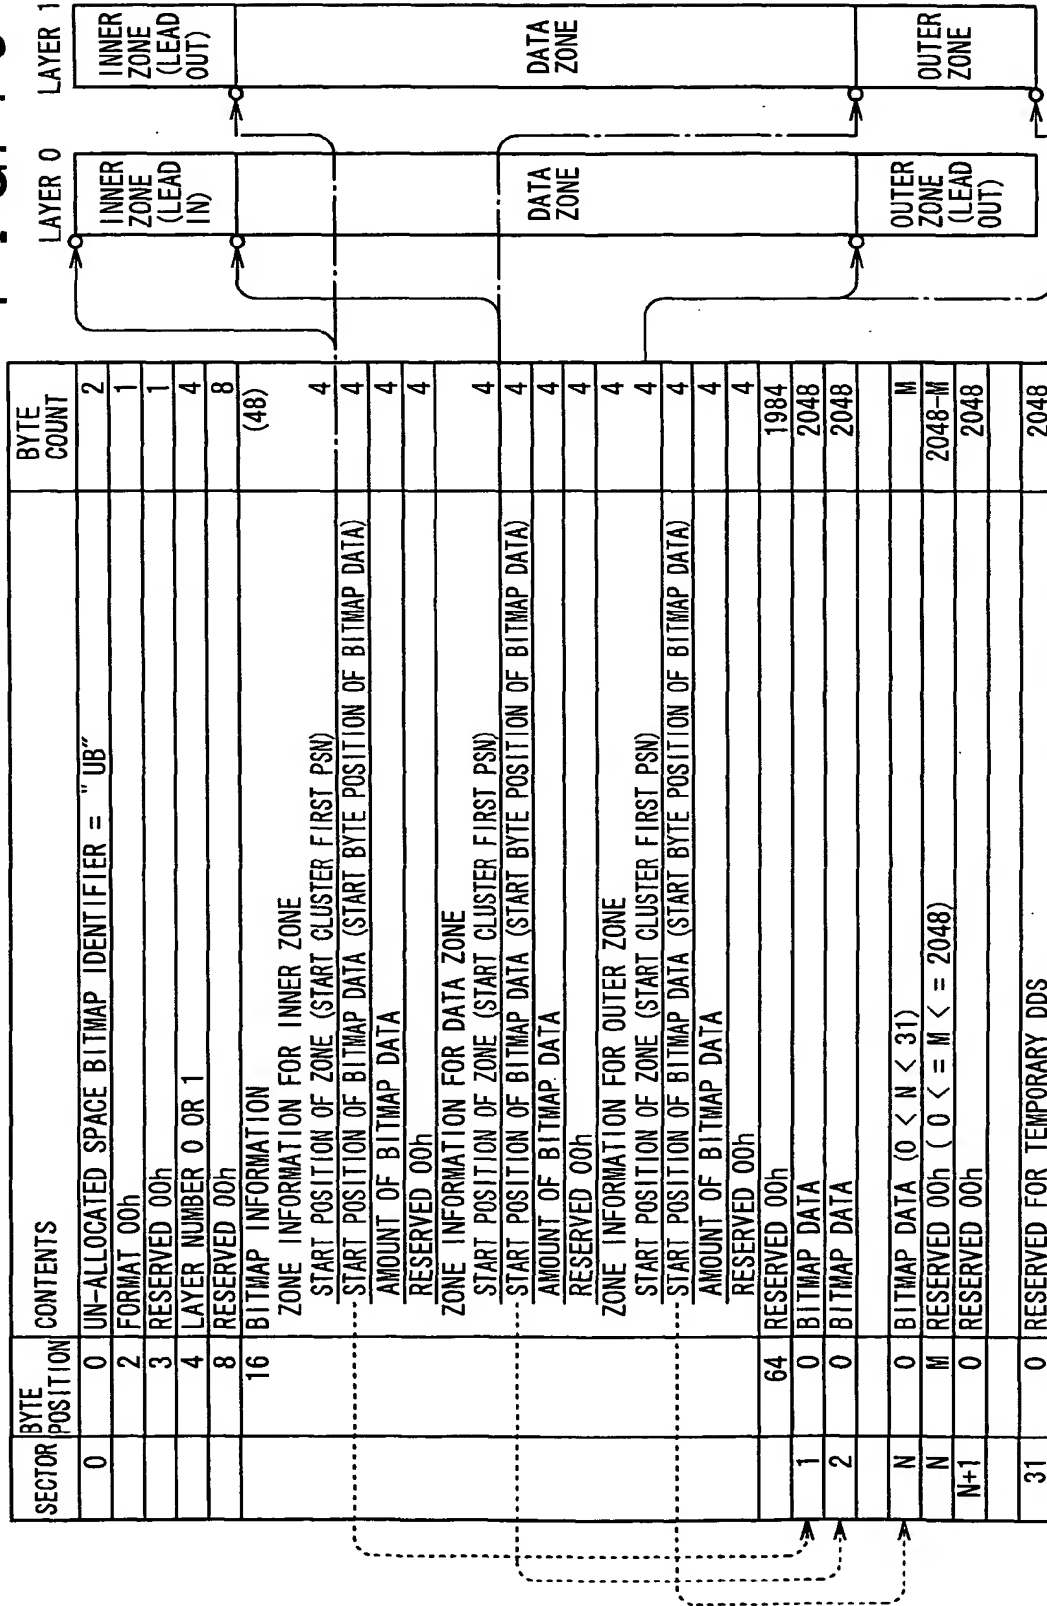 SECTOR BYTE POSITION CONTENTS BYTE COUNT
0 0 UN-ALLOCATED SPACE BITMAP IDENTIFIER = "UB" 2
2 FORMAT 00h 1
3 RESERVED 00h 1
4 LAYER NUMBER 0 OR 1 4
8 RESERVED 00h 8
16 BITMAP INFORMATION (48)
ZONE INFORMATION FOR INNER ZONE
START POSITION OF ZONE (START CLUSTER FIRST PSN) 4
START POSITION OF BITMAP DATA (START BYTE POSITION OF BITMAP DATA) 4
AMOUNT OF BITMAP DATA 4
RESERVED 00h 4
ZONE INFORMATION FOR DATA ZONE
START POSITION OF ZONE (START CLUSTER FIRST PSN) 4
START POSITION OF BITMAP DATA (START BYTE POSITION OF BITMAP DATA) 4
AMOUNT OF BITMAP DATA 4
RESERVED 00h 4
ZONE INFORMATION FOR OUTER ZONE 4
START POSITION OF ZONE (START CLUSTER FIRST PSN) 4
START POSITION OF BITMAP DATA (START BYTE POSITION OF BITMAP DATA) 4
AMOUNT OF BITMAP DATA 4
RESERVED 00h 4
64 RESERVED 00h 1984
1 0 BITMAP DATA 2048
2 0 BITMAP DATA 2048
N 0 BITMAP DATA (0 < N < 31) M
N M RESERVED 00h ( 0 < = M < = 2048) 2048-M
N+1 0 RESERVED 00h 2048
31 0 RESERVED FOR TEMPORARY DDS 2048
LAYER 0
INNER
ZONE
(LEAD
IN)
DATA
ZONE
OUTER
ZONE
(LEAD
OUT)
LAYER 1
INNER
ZONE
(LEAD
OUT)
DATA
ZONE
OUTER
ZONE